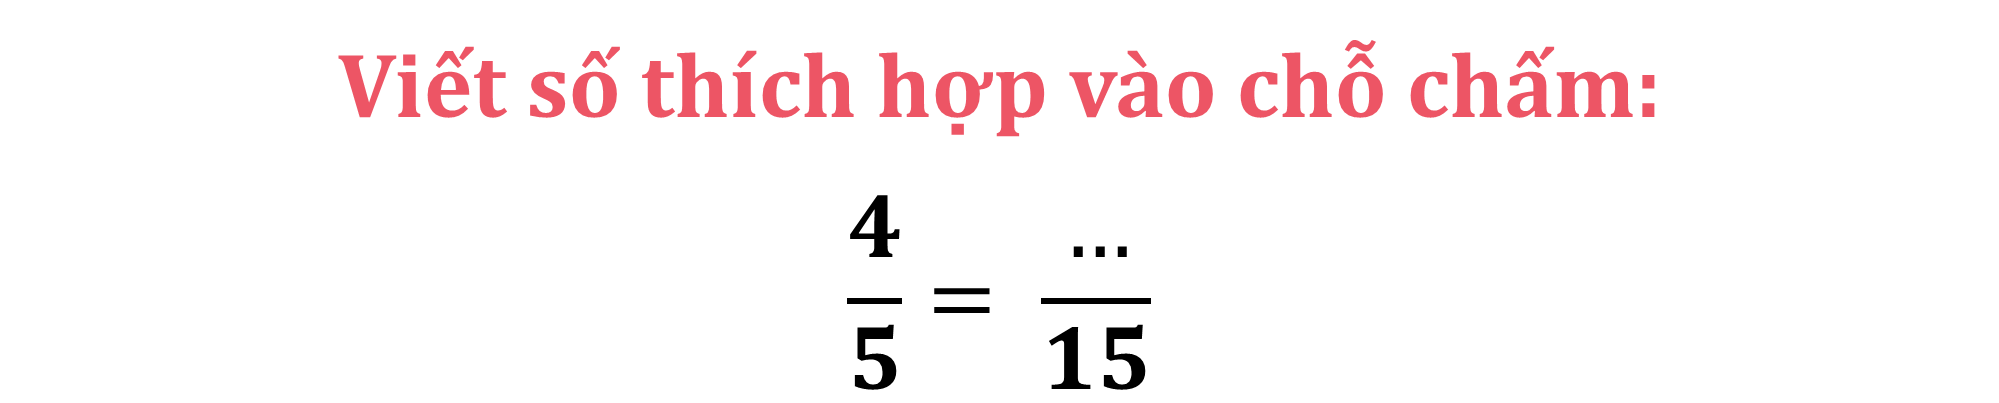 Viết số thích hợp vào chỗ chấm:
4/5 = .../15